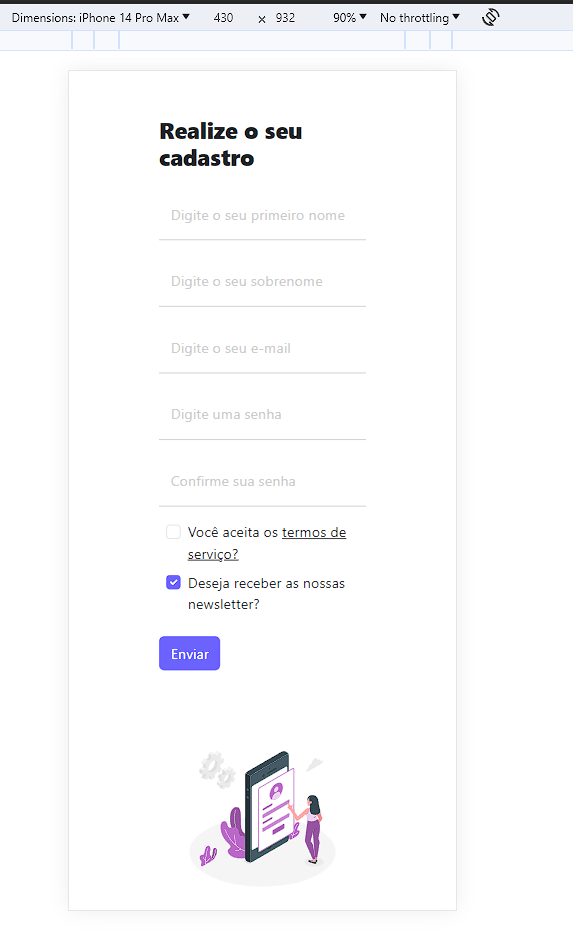 Dimensions: iPhone 14 Pro Max 430 x 932 90% No throttling
Realize o seu
cadastro
Digite o seu primeiro nome
Digite o seu sobrenome
Digite o seu e-mail
Digite uma senha
Confirme sua senha
Você aceita os termos de
serviço?
Deseja receber as nossas
newsletter?
Enviar